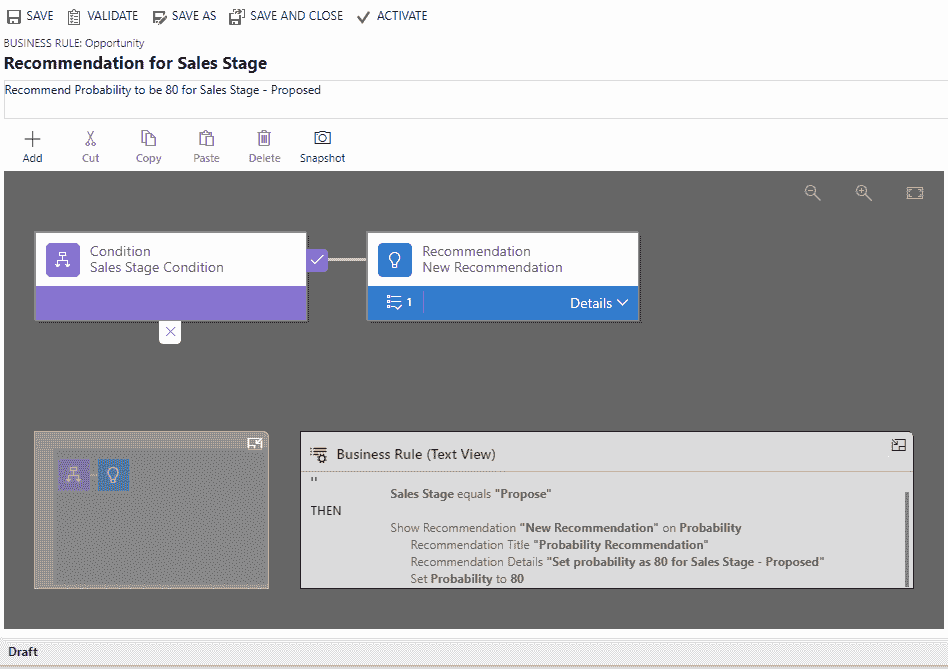 SAVE VALIDATE SAVE AS SAVE AND CLOSE ACTIVATE
BUSINESS RULE: Opportunity
Recommendation for Sales Stage
Recommend Probability to be 80 for Sales Stage - Proposed
Add Cut Copy Paste Delete Snapshot
Condition
Sales Stage Condition
Recommendation
New Recommendation
1 Details
Business Rule (Text View)
Sales Stage equals "Propose"
THEN
Show Recommendation "New Recommendation" on Probability
Recommendation Title "Probability Recommendation"
Recommendation Details "Set probability as 80 for Sales Stage - Proposed"
Set Probability to 80
Draft